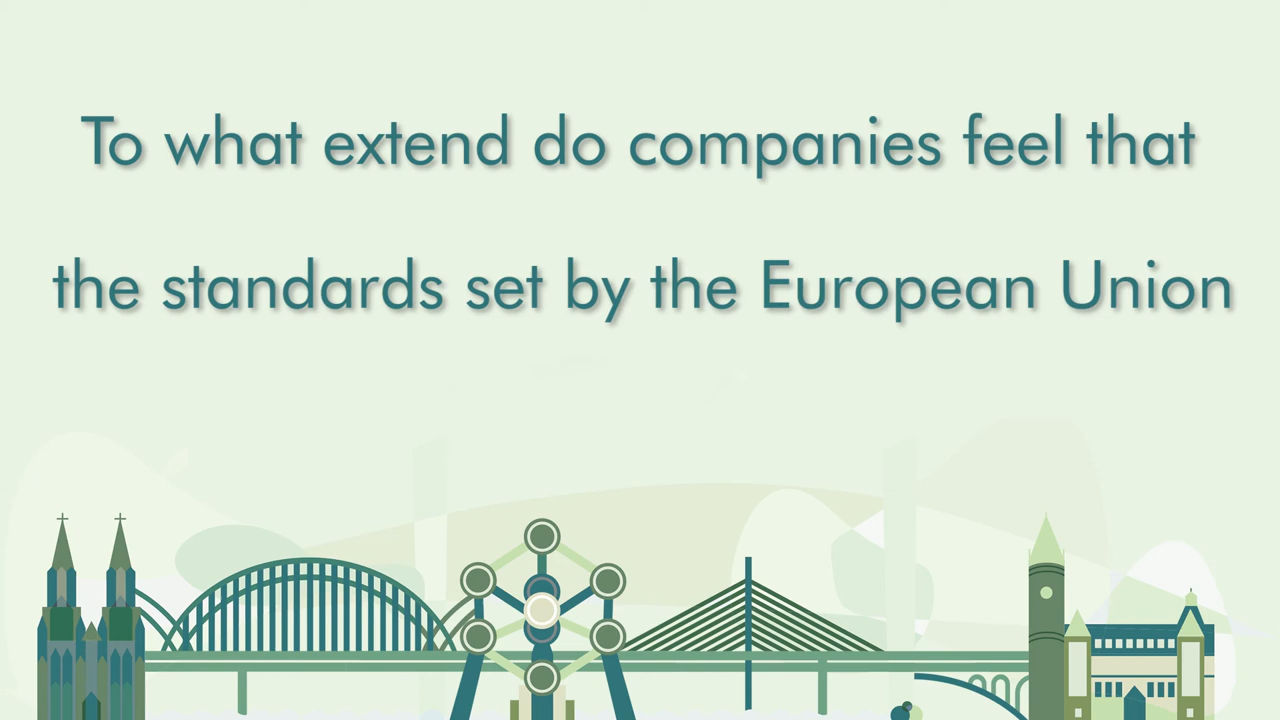 To what extend do companies feel that
the standards set by the European Union